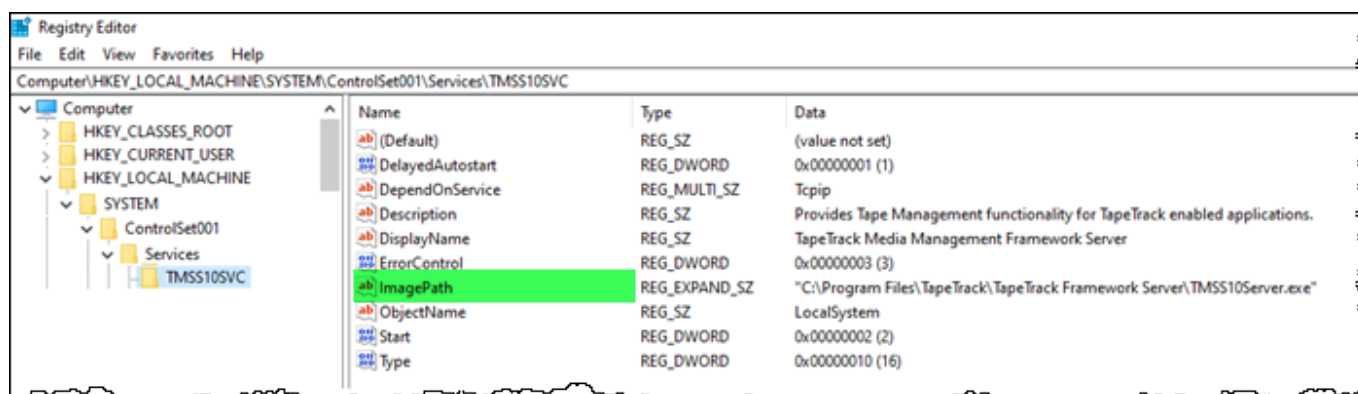 Registry Editor
File Edit View Favorites Help
Computer\HKEY_LOCAL_MACHINE\SYSTEM\ControlSet001\Services\TMSS10SVC
Computer
HKEY_CLASSES_ROOT
HKEY_CURRENT_USER
HKEY_LOCAL_MACHINE
SYSTEM
ControlSet001
Services
TMSS10SVC
Name Type Data
(Default) REG_SZ (value not set)
DelayedAutostart REG_DWORD 0x00000001 (1)
DependOnService REG_MULTI_SZ Tcpip
Description REG_SZ Provides Tape Management functionality for TapeTrack enabled applications.
DisplayName REG_SZ TapeTrack Media Management Framework Server
ErrorControl REG_DWORD 0x00000003 (3)
ImagePath REG_EXPAND_SZ "C:\Program Files\TapeTrack\TapeTrack Framework Server\TMSS10Server.exe"
ObjectName REG_SZ LocalSystem
Start REG_DWORD 0x00000002 (2)
Type REG_DWORD 0x00000010 (16)